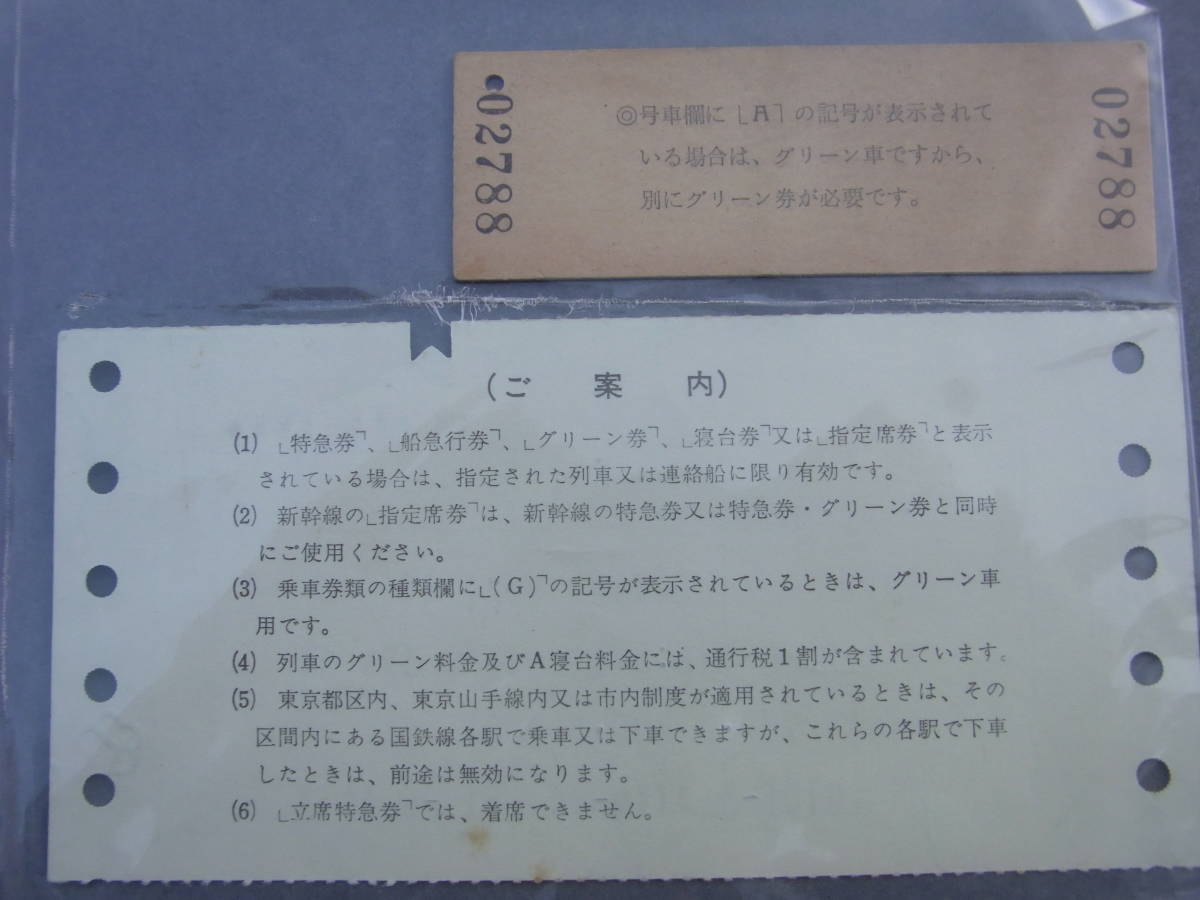 02788
◎号車欄に⌊A⌉の記号が表示されて
いる場合は、グリーン車ですから、
別にグリーン券が必要です。
02788
(ご案内)
(1) ⌊特急券⌉、⌊船急行券⌉、⌊グリーン券⌉、⌊寝台券⌉又は⌊指定席券⌉と表示
されている場合は、指定された列車又は連絡船に限り有効です。
(2) 新幹線の⌊指定席券⌉は、新幹線の特急券又は特急券・グリーン券と同時
にご使用ください。
(3) 乗車券類の種類欄に⌊(G)⌉の記号が表示されているときは、グリーン車
用です。
(4) 列車のグリーン料金及びA寝台料金には、通行税1割が含まれています。
(5) 東京都区内、東京山手線内又は市内制度が適用されているときは、その
区間内にある国鉄線各駅で乗車又は下車できますが、これらの各駅で下車
したときは、前途は無効になります。
(6) ⌊立席特急券⌉では、着席できません。